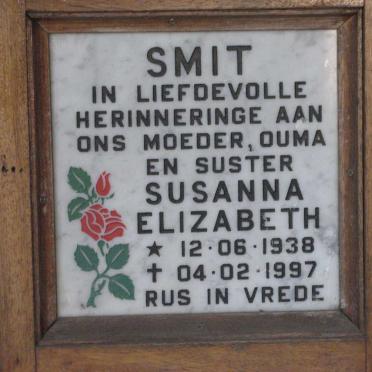 SMIT
IN LIEFDEVOLLE
HERINNERINGE AAN
ONS MOEDER, OUMA
EN SUSTER
SUSANNA
ELIZABETH
★ 12·06·1938
✝ 04·02·1997
RUS IN VREDE